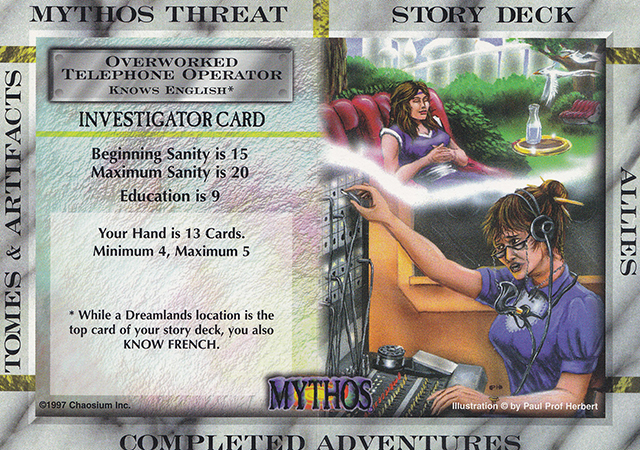 MYTHOS THREAT
STORY DECK
TOMES & ARTIFACTS
ALLIES
OVERWORKED
TELEPHONE OPERATOR
KNOWS ENGLISH*
INVESTIGATOR CARD
Beginning Sanity is 15
Maximum Sanity is 20
Education is 9
Your Hand is 13 Cards.
Minimum 4, Maximum 5
* While a Dreamlands location is the
top card of your story deck, you also
KNOW FRENCH.
MYTHOS
©1997 Chaosium Inc.
Illustration © by Paul Prof Herbert
COMPLETED ADVENTURES